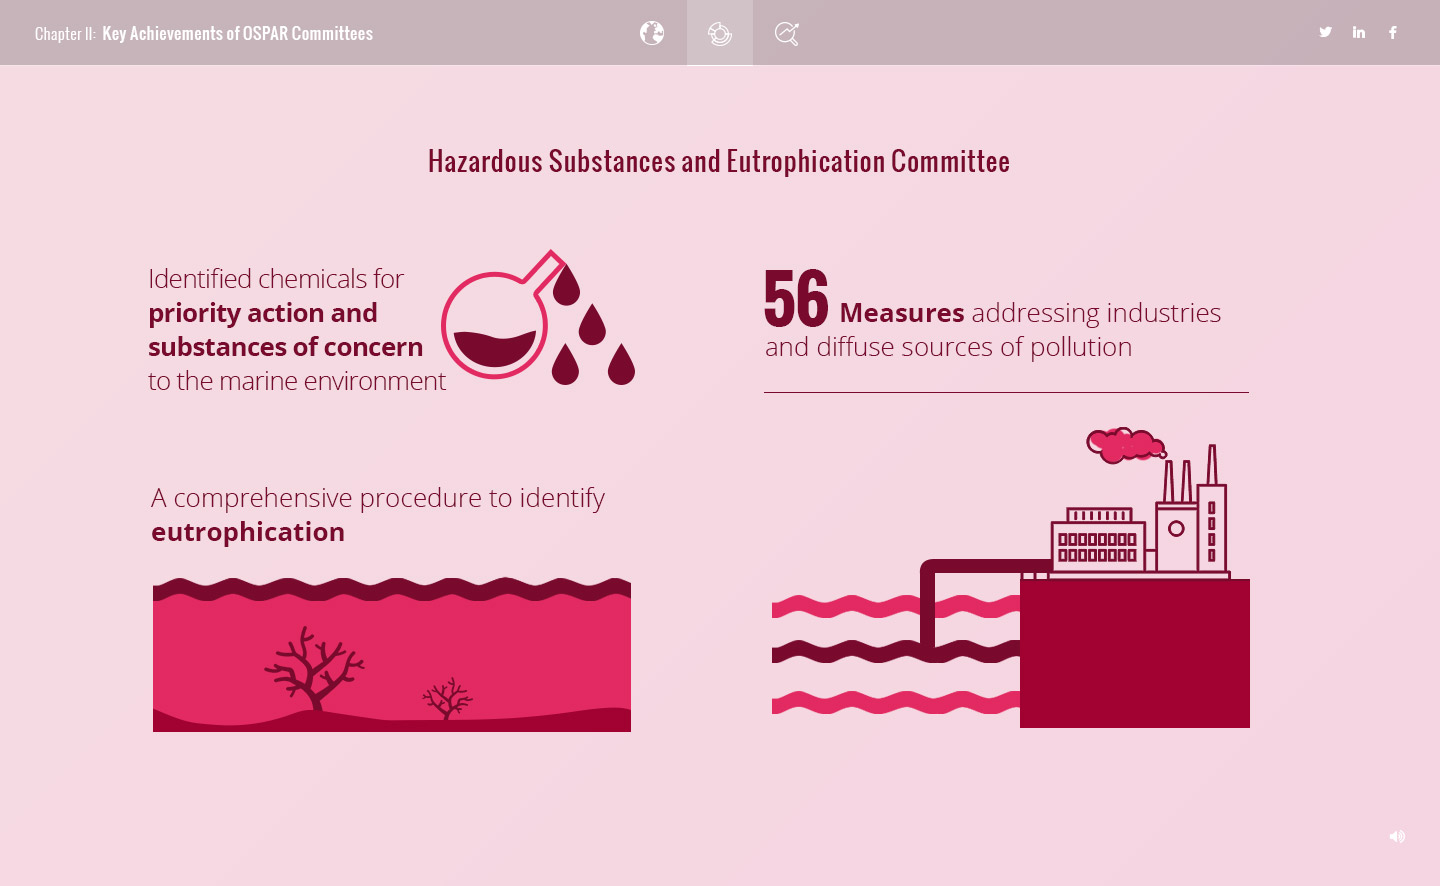 Chapter II: Key Achievements of OSPAR Committees
Hazardous Substances and Eutrophication Committee
Identified chemicals for
priority action and
substances of concern
to the marine environment
56 Measures addressing industries
and diffuse sources of pollution
A comprehensive procedure to identify
eutrophication